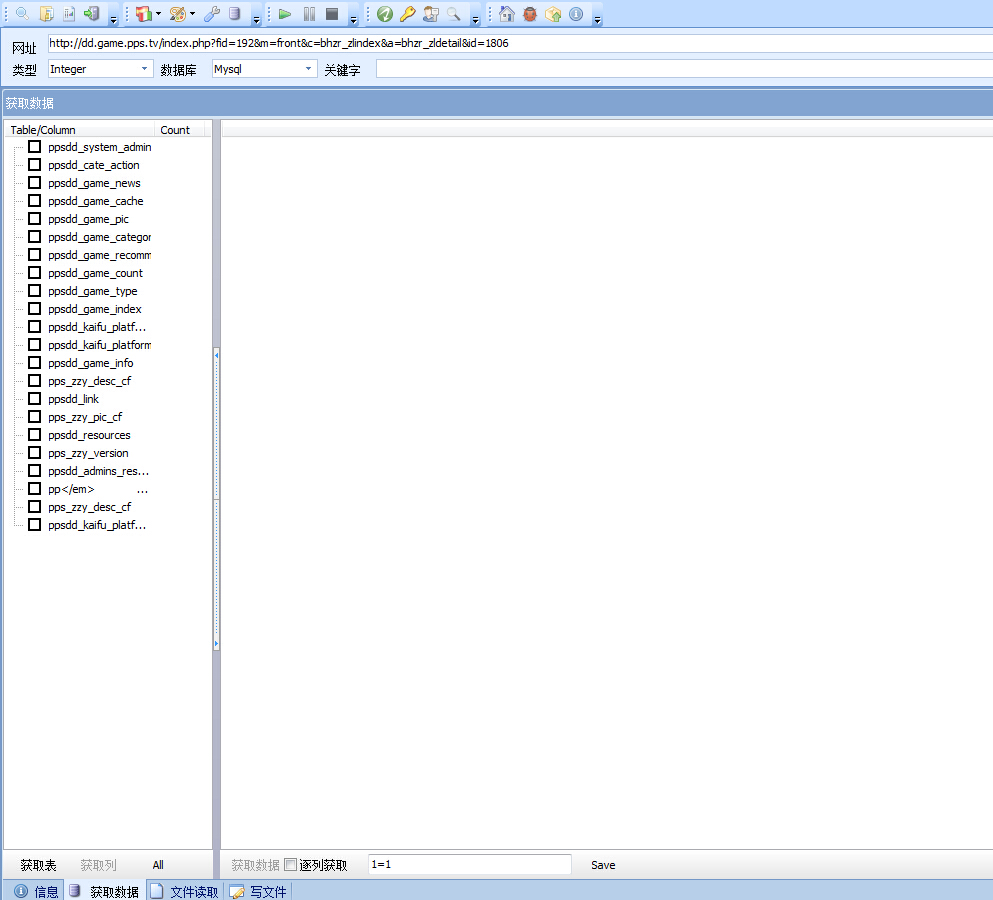 网址 http://dd.game.pps.tv/index.php?fid=192&m=front&c=bhzr_zlindex&a=bhzr_zldetail&id=1806
类型 Integer 数据库 Mysql 关键字
获取数据
Table/Column Count
ppsdd_system_admin
ppsdd_cate_action
ppsdd_game_news
ppsdd_game_cache
ppsdd_game_pic
ppsdd_game_categor
ppsdd_game_recomm
ppsdd_game_count
ppsdd_game_type
ppsdd_game_index
ppsdd_kaifu_platf...
ppsdd_kaifu_platform
ppsdd_game_info
pps_zzy_desc_cf
ppsdd_link
pps_zzy_pic_cf
ppsdd_resources
pps_zzy_version
ppsdd_admins_res...
pp</em> ...
pps_zzy_desc_cf
ppsdd_kaifu_platf...
获取表 获取列 All 获取数据 逐列获取 1=1 Save
信息 获取数据 文件读取 写文件